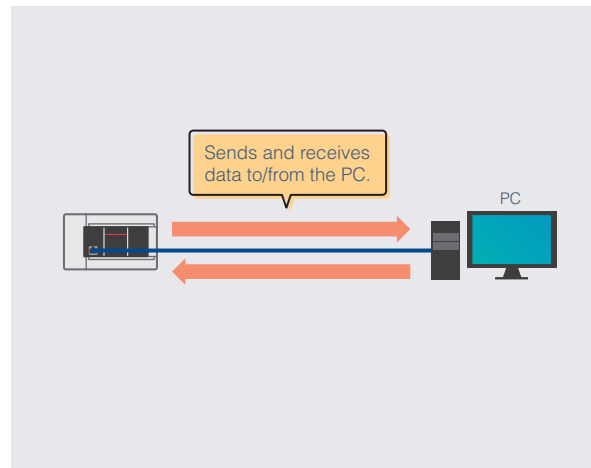 Sends and receives
data to/from the PC.
PC